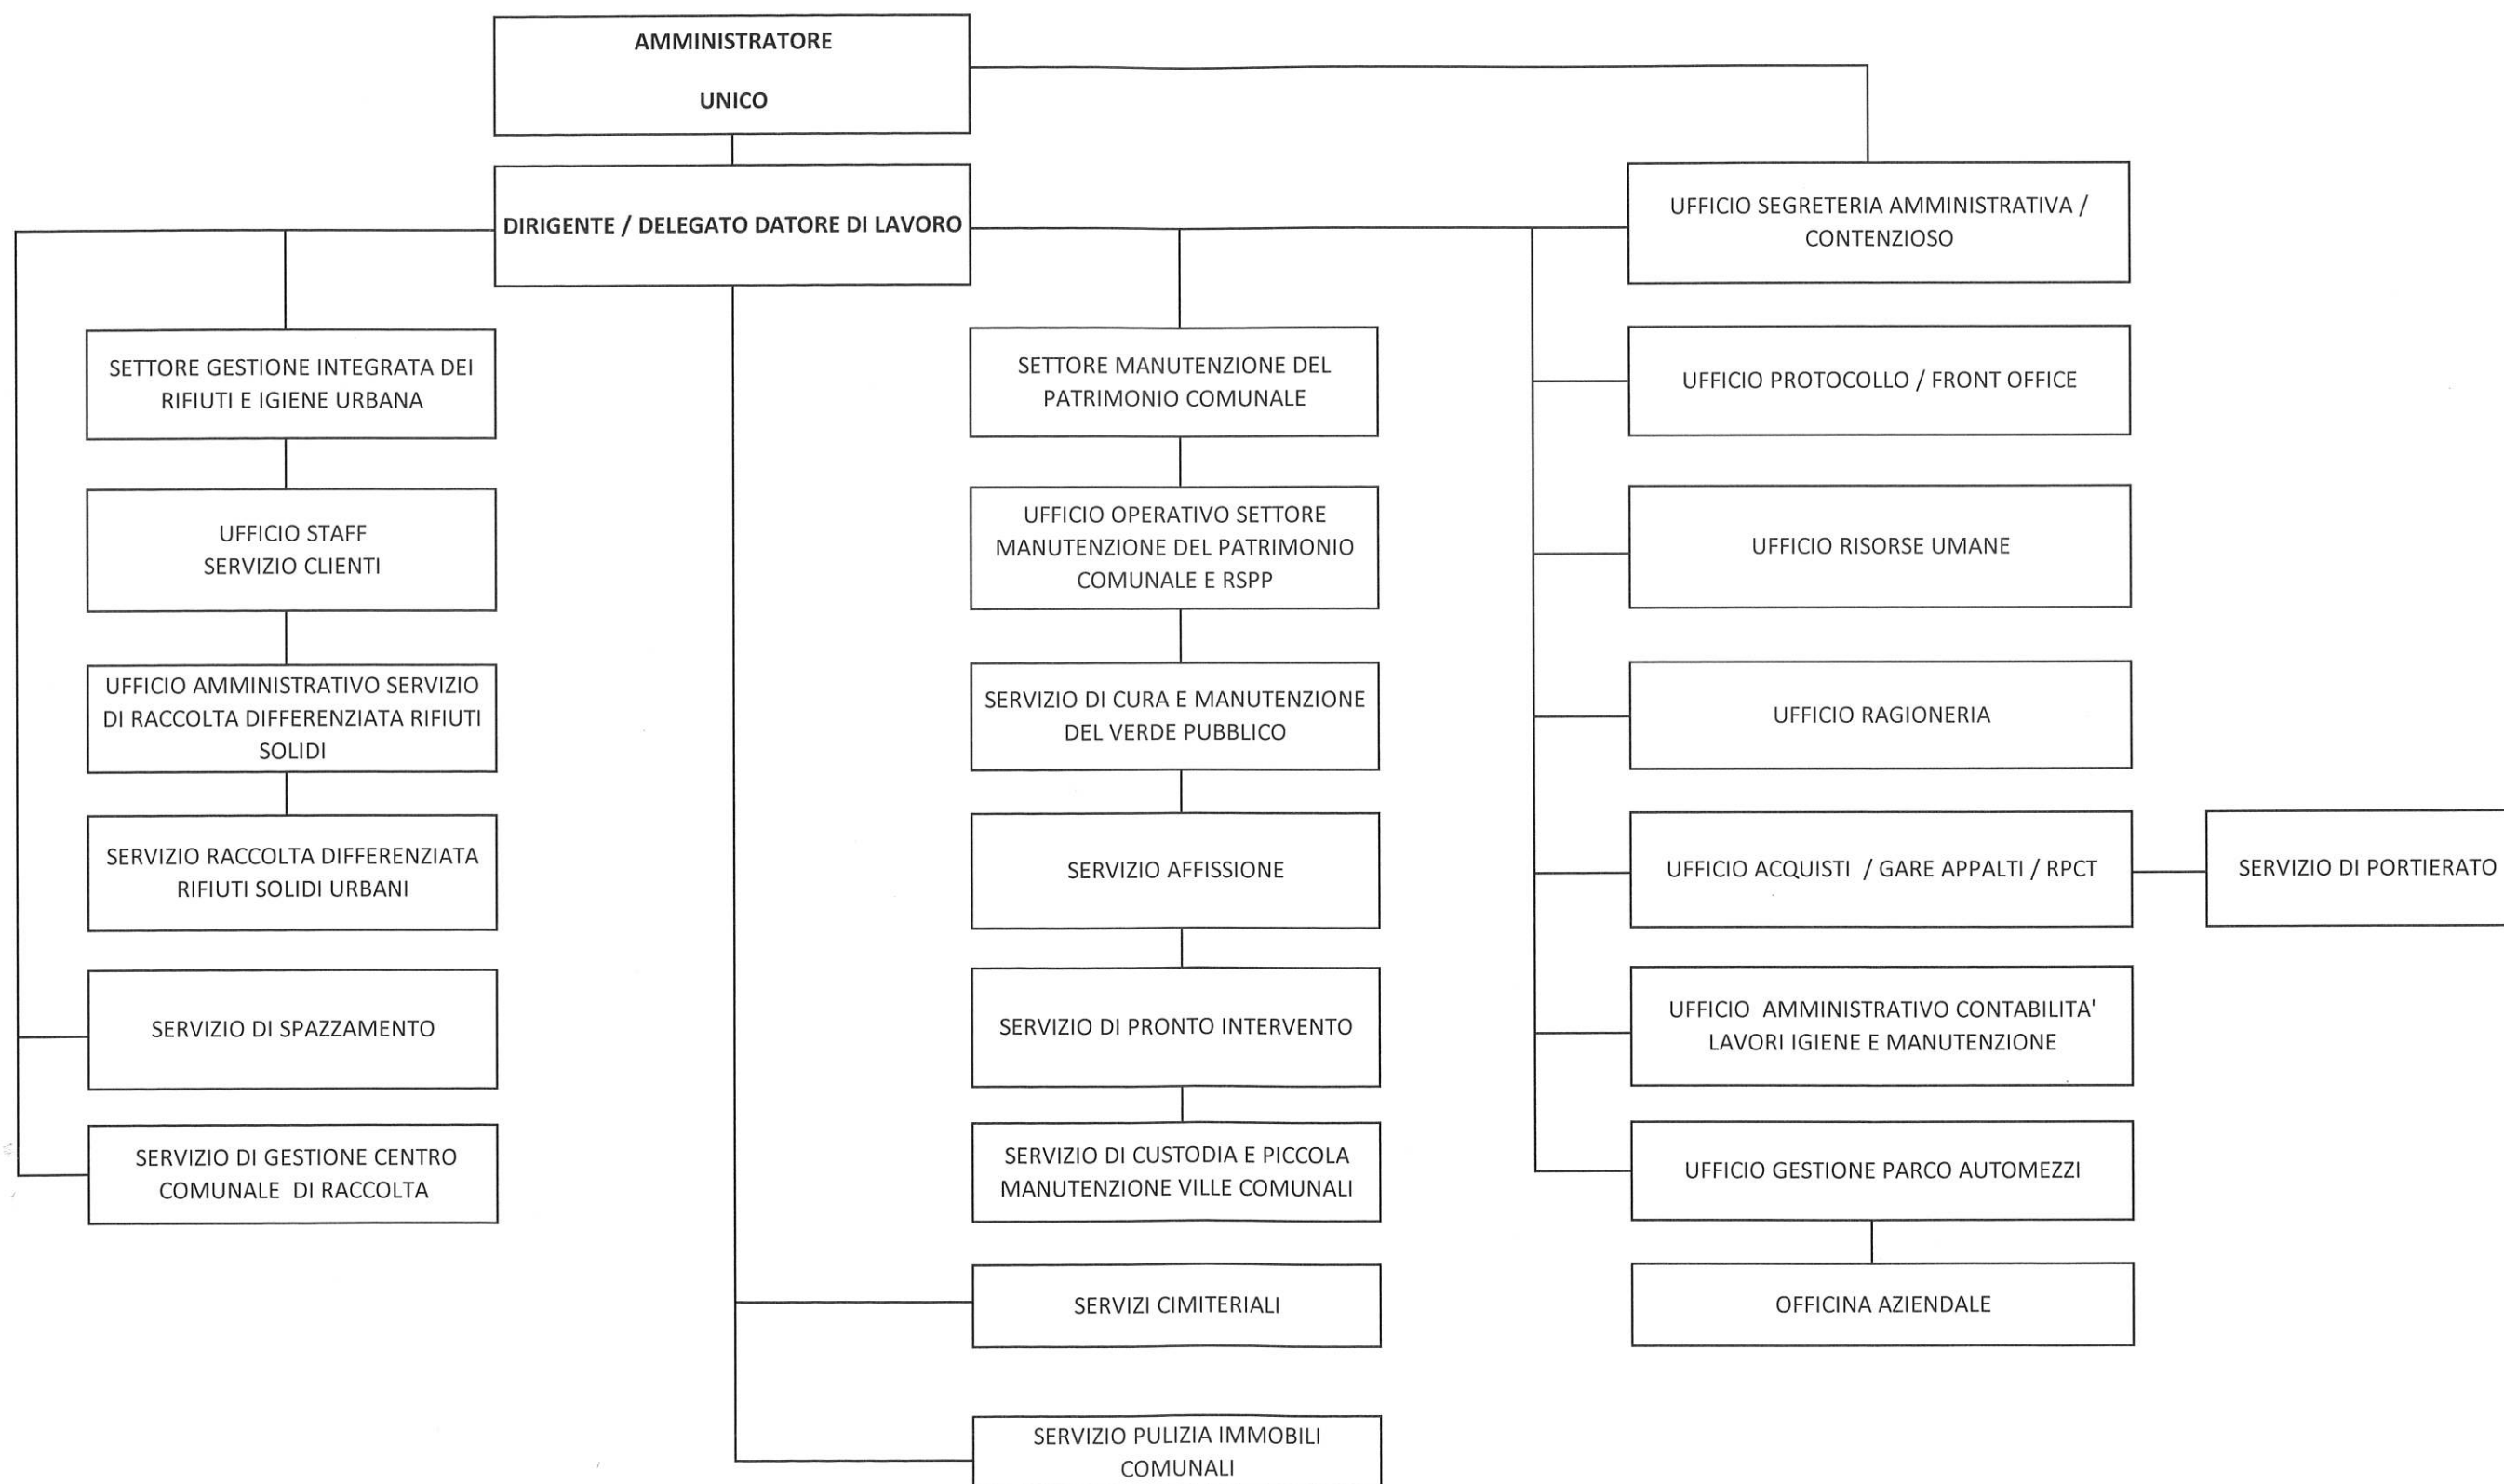 AMMINISTRATORE
UNICO
DIRIGENTE / DELEGATO DATORE DI LAVORO
UFFICIO SEGRETERIA AMMINISTRATIVA /
CONTENZIOSO
SETTORE GESTIONE INTEGRATA DEI
RIFIUTI E IGIENE URBANA
UFFICIO STAFF
SERVIZIO CLIENTI
UFFICIO AMMINISTRATIVO SERVIZIO
DI RACCOLTA DIFFERENZIATA RIFIUTI
SOLIDI
SERVIZIO RACCOLTA DIFFERENZIATA
RIFIUTI SOLIDI URBANI
SERVIZIO DI SPAZZAMENTO
SERVIZIO DI GESTIONE CENTRO
COMUNALE DI RACCOLTA
SETTORE MANUTENZIONE DEL
PATRIMONIO COMUNALE
UFFICIO OPERATIVO SETTORE
MANUTENZIONE DEL PATRIMONIO
COMUNALE E RSPP
SERVIZIO DI CURA E MANUTENZIONE
DEL VERDE PUBBLICO
SERVIZIO AFFISSIONE
SERVIZIO DI PRONTO INTERVENTO
SERVIZIO DI CUSTODIA E PICCOLA
MANUTENZIONE VILLE COMUNALI
SERVIZI CIMITERIALI
SERVIZIO PULIZIA IMMOBILI
COMUNALI
UFFICIO PROTOCOLLO / FRONT OFFICE
UFFICIO RISORSE UMANE
UFFICIO RAGIONERIA
UFFICIO ACQUISTI / GARE APPALTI / RPCT
SERVIZIO DI PORTIERATO
UFFICIO AMMINISTRATIVO CONTABILITA'
LAVORI IGIENE E MANUTENZIONE
UFFICIO GESTIONE PARCO AUTOMEZZI
OFFICINA AZIENDALE